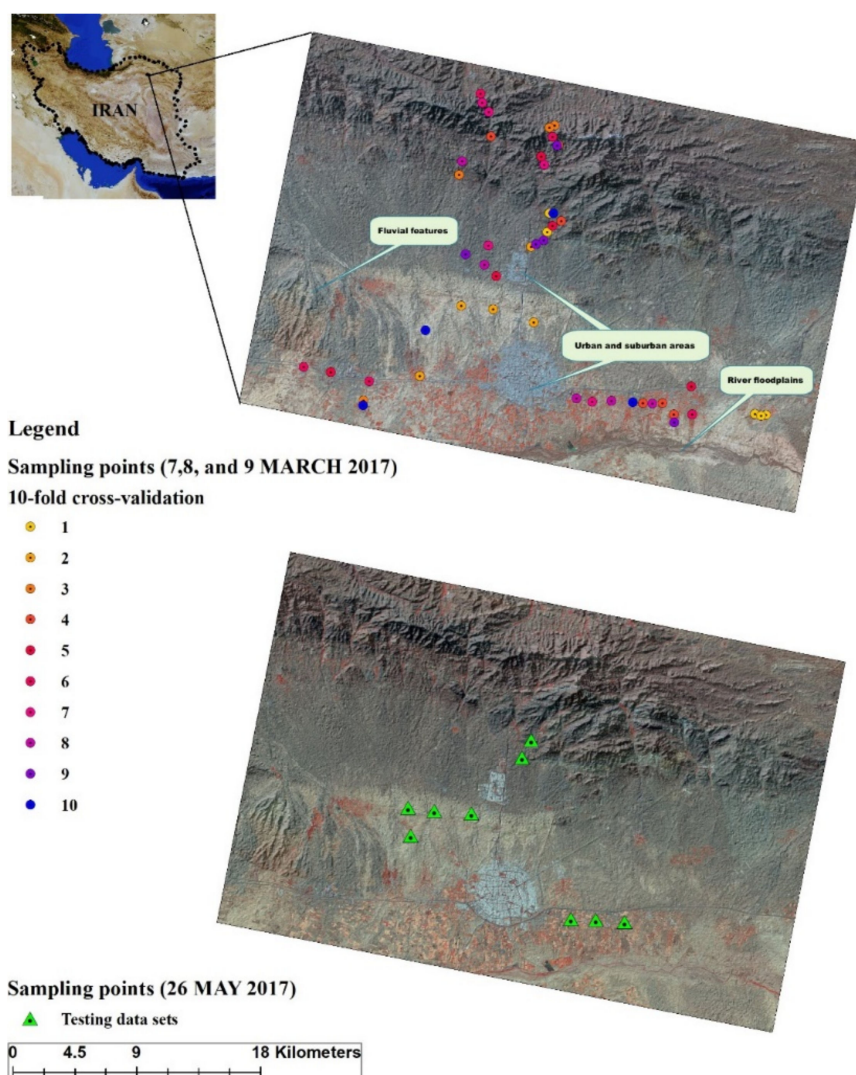 IRAN
Fluvial features
Urban and suburban areas
River floodplains
Legend
Sampling points (7,8, and 9 MARCH 2017)
10-fold cross-validation
1
2
3
4
5
6
7
8
9
10
Sampling points (26 MAY 2017)
Testing data sets
0 4.5 9 18 Kilometers